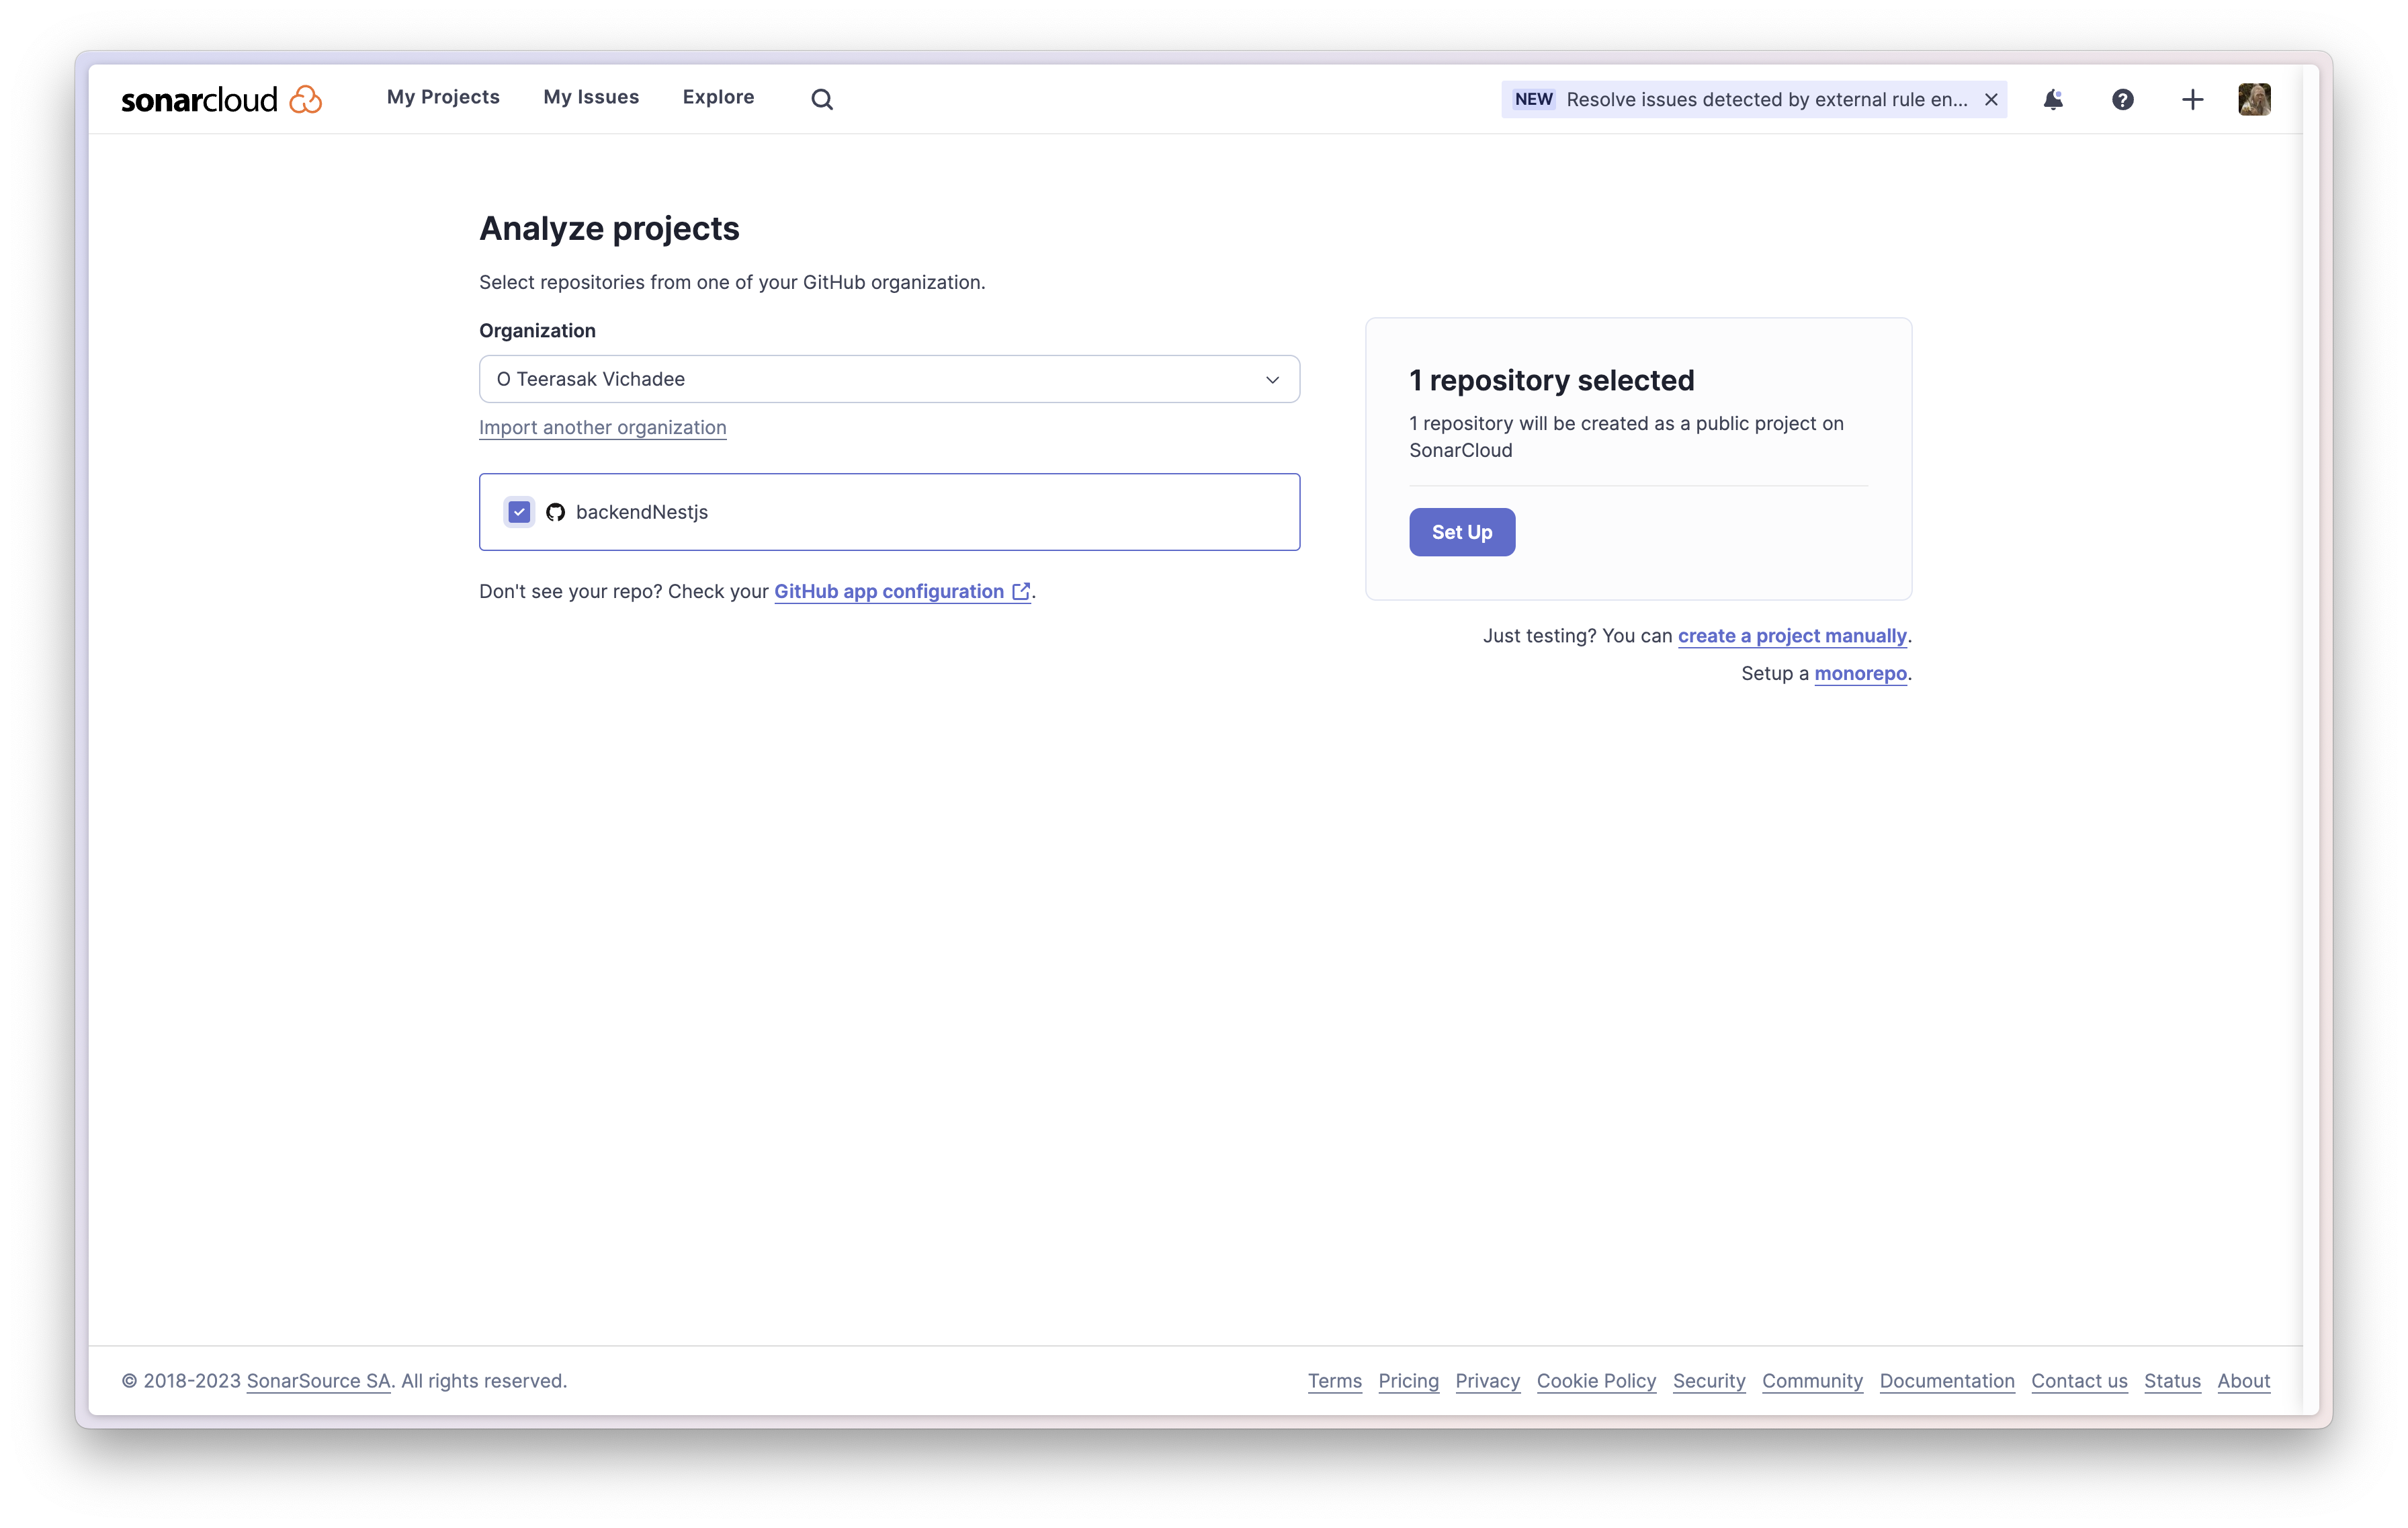 sonarcloud
My Projects
My Issues
Explore
NEW Resolve issues detected by external rule en...
Analyze projects
Select repositories from one of your GitHub organization.
Organization
O Teerasak Vichadee
Import another organization
backendNestjs
Don't see your repo? Check your GitHub app configuration.
1 repository selected
1 repository will be created as a public project on
SonarCloud
Set Up
Just testing? You can create a project manually.
Setup a monorepo.
© 2018-2023 SonarSource SA. All rights reserved.
Terms Pricing Privacy Cookie Policy Security Community Documentation Contact us Status About